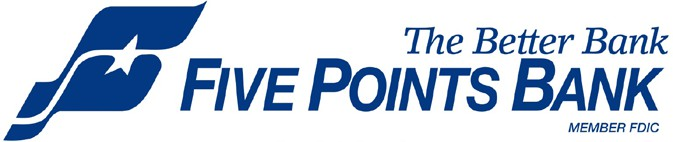 The Better Bank
FIVE POINTS BANK
MEMBER FDIC